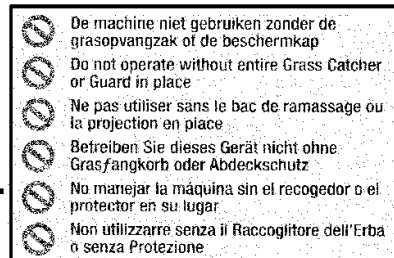 De machine niet gebruiken zonder de
grasopvangzak of de beschermkap
Do not operate without entire Grass Catcher
or Guard in place
Ne pas utiliser sans le bac de ramassage ou
la projection en place
Betreiben Sie dieses Gerät nicht ohne
Grasfangkorb oder Abdeckschutz
No manejar la máquina sin el recogedor o el
protector en su lugar
Non utilizzarre senza il Raccoglitore dell'Erba
o senza Protezione